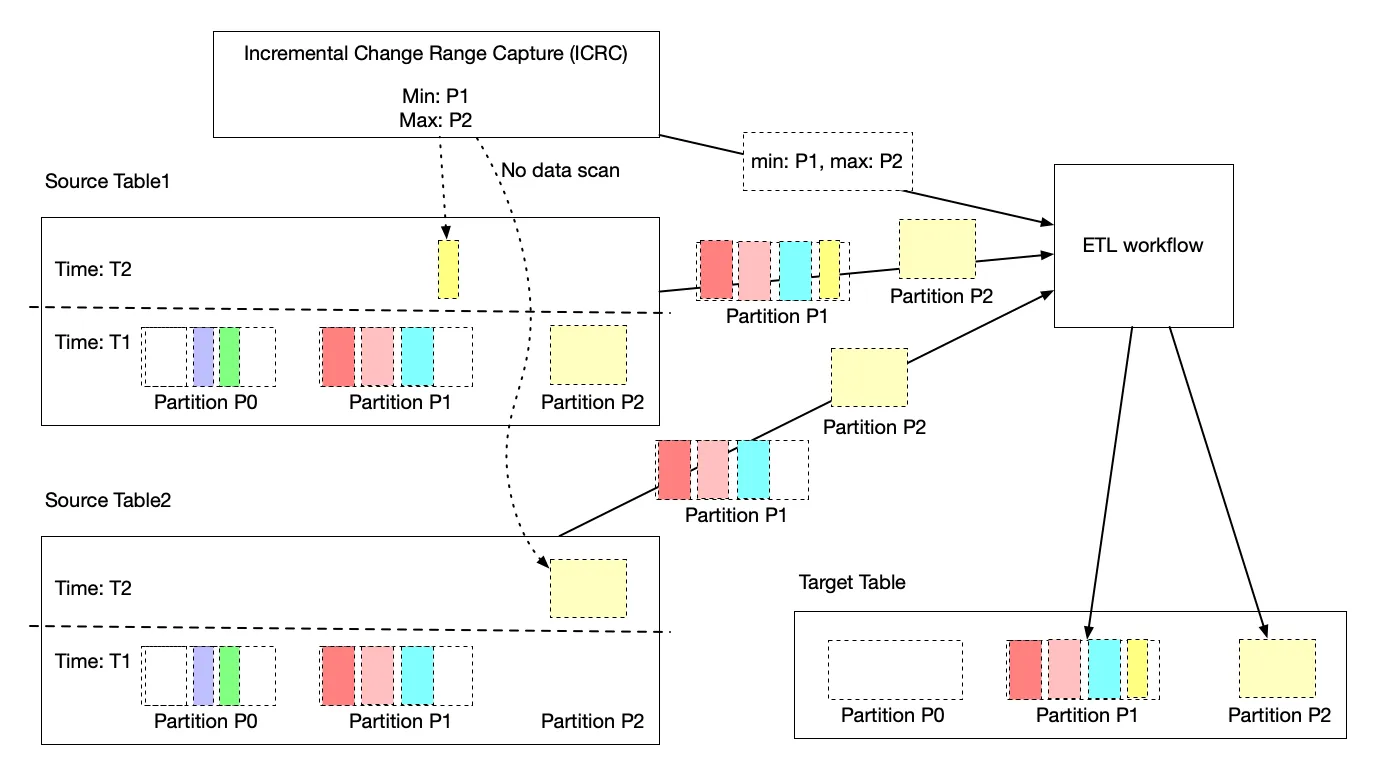 Incremental Change Range Capture (ICRC)
Min: P1
Max: P2
No data scan
min: P1, max: P2
Source Table1
Time: T2
Time: T1
Partition P0
Partition P1
Partition P2
Partition P1
Partition P2
ETL workflow
Partition P2
Partition P1
Source Table2
Time: T2
Time: T1
Partition P0
Partition P1
Partition P2
Target Table
Partition P0
Partition P1
Partition P2